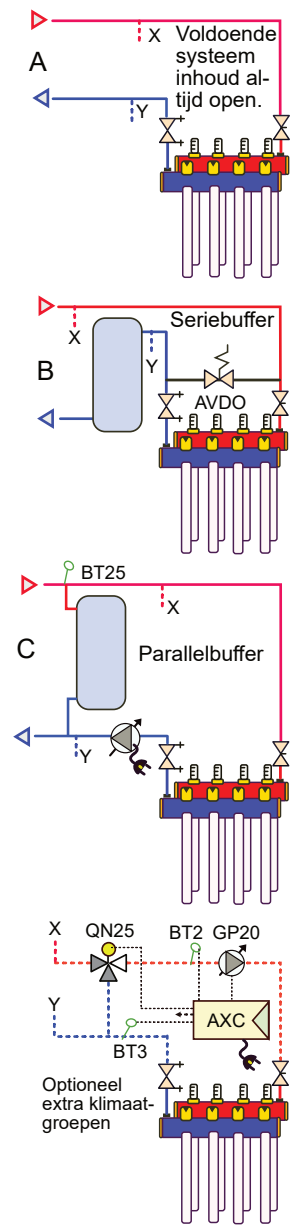 X
Voldoende
systeem
inhoud al-
tijd open.
A
Y
X
Seriebuffer
Y
B
AVDO
BT25
X
C
Parallelbuffer
Y
QN25
BT2
GP20
X
Y
AXC
BT3
Optioneel
extra klimaat-
groepen